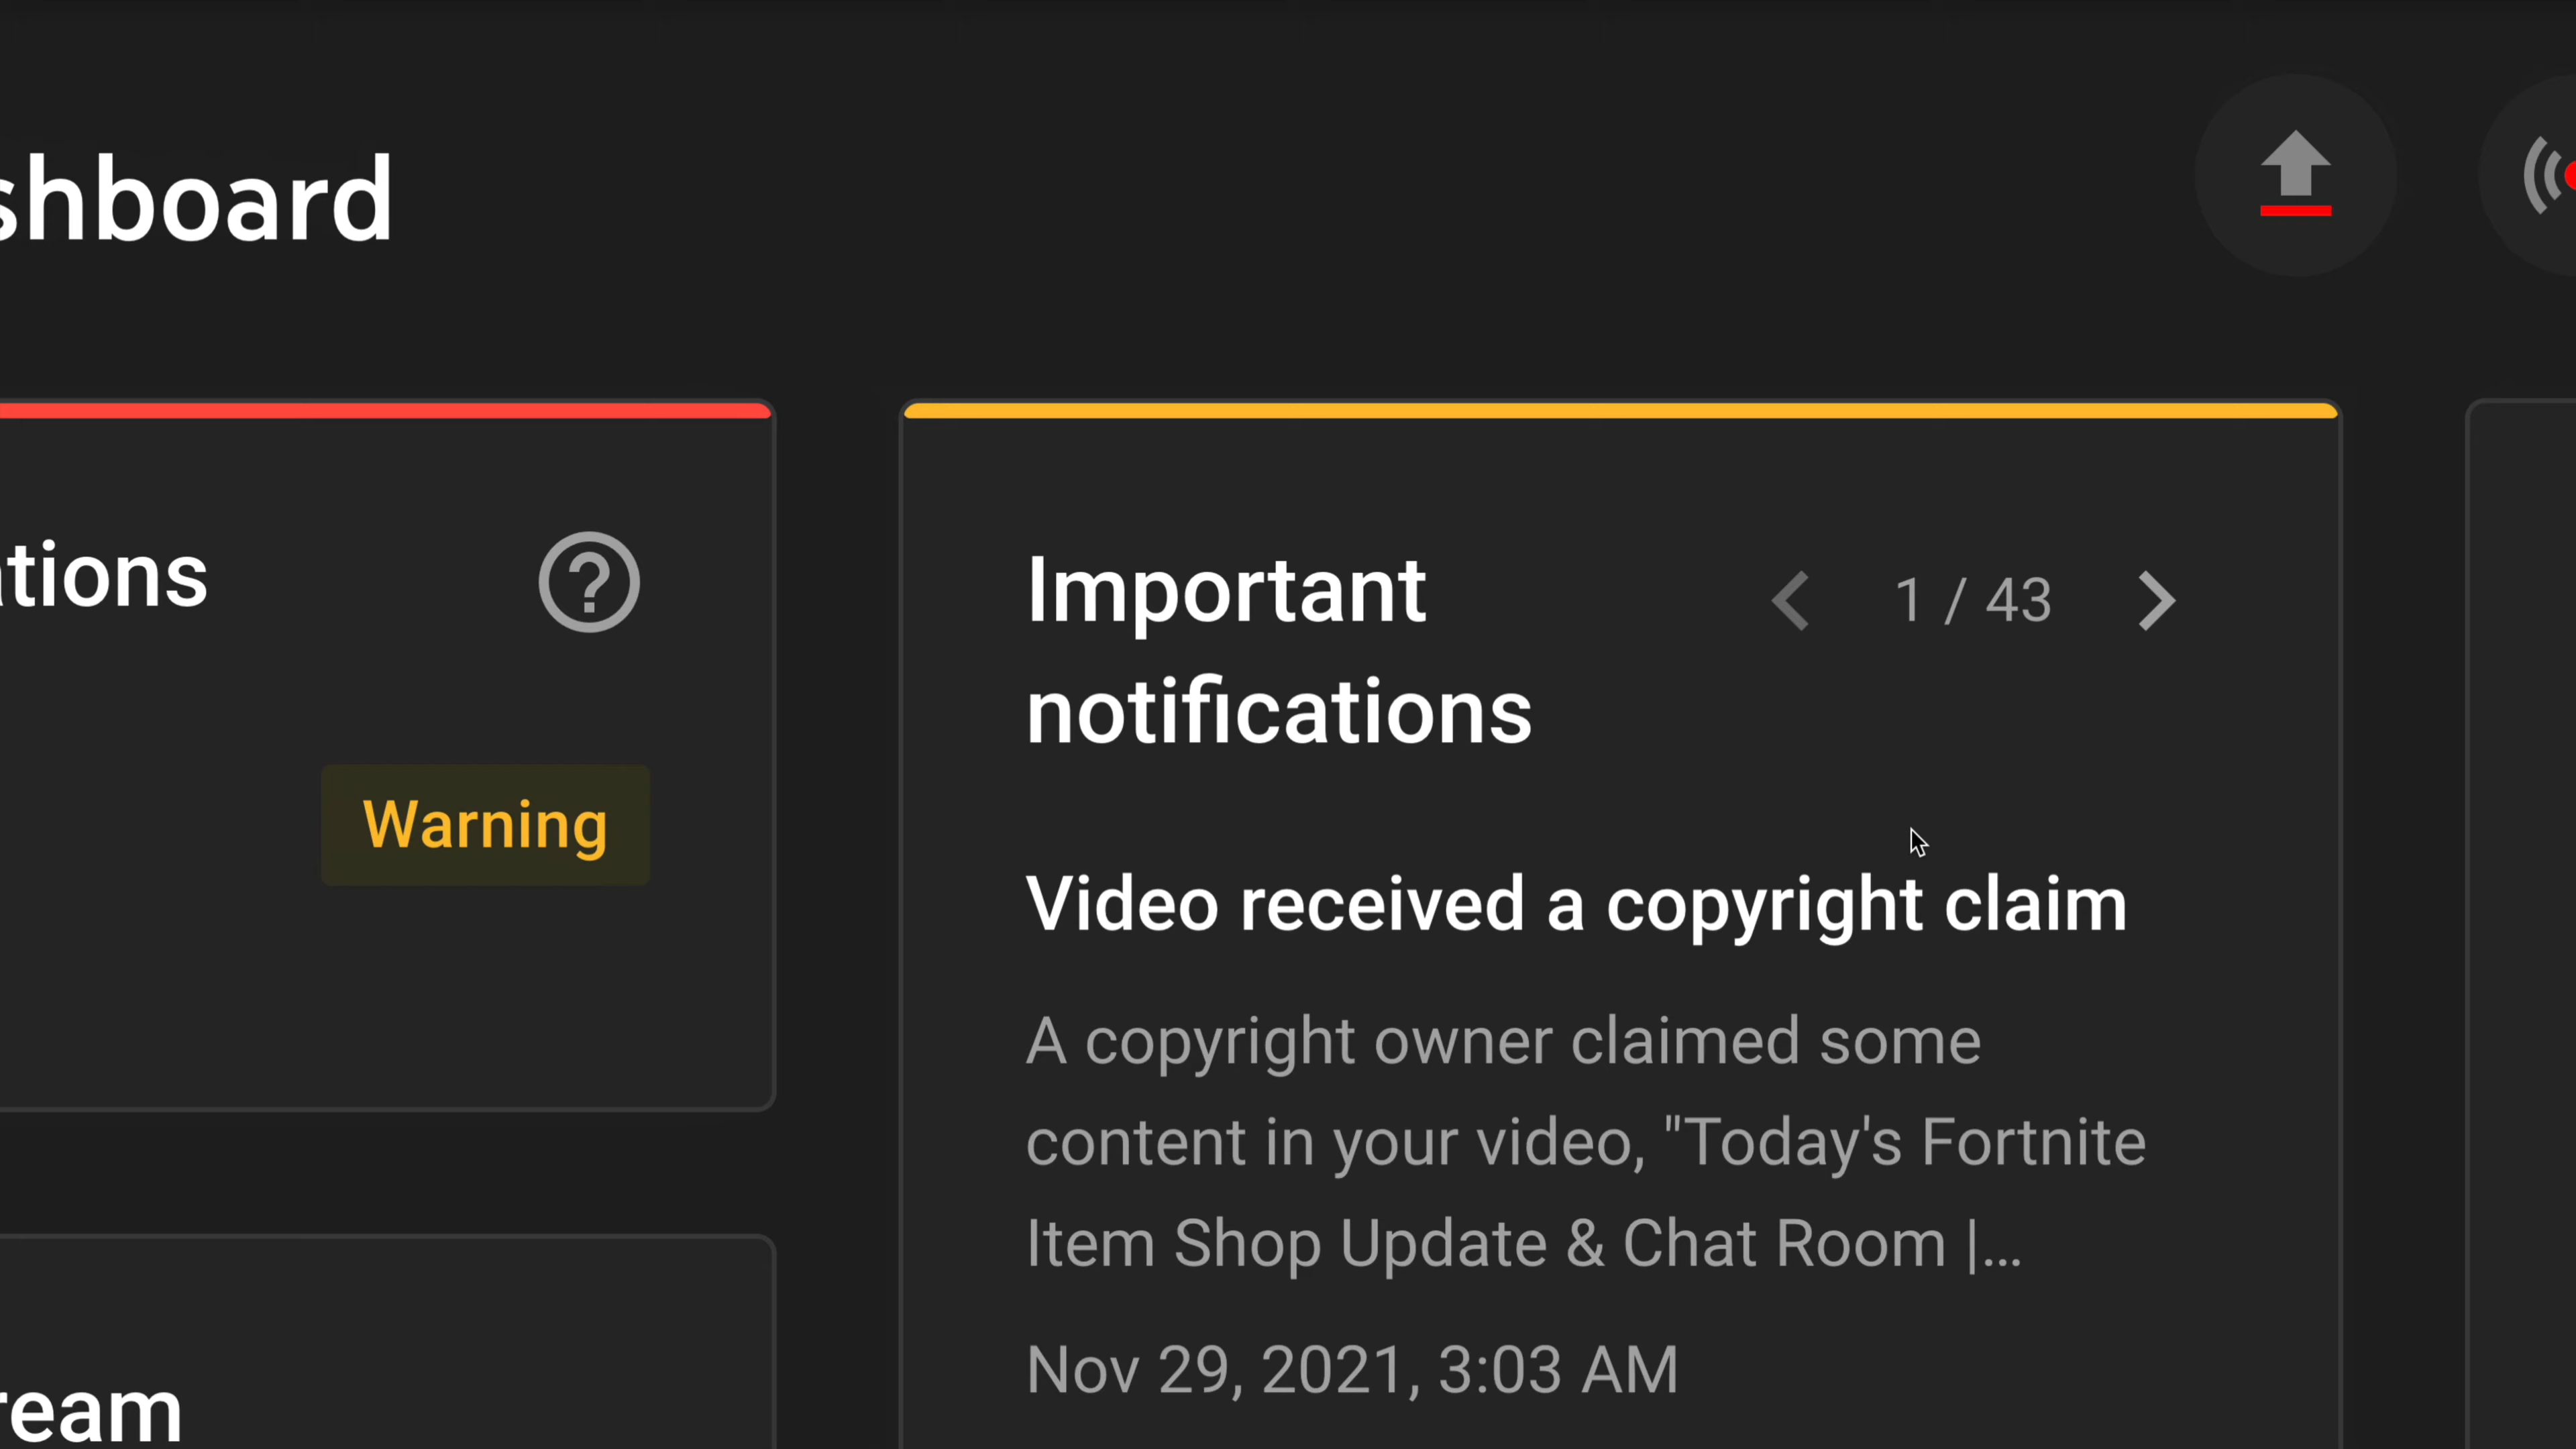 shboard
ations
Warning
Important
notifications
1 / 43
Video received a copyright claim
A copyright owner claimed some
content in your video, "Today's Fortnite
Item Shop Update & Chat Room |...
Nov 29, 2021, 3:03 AM
ream